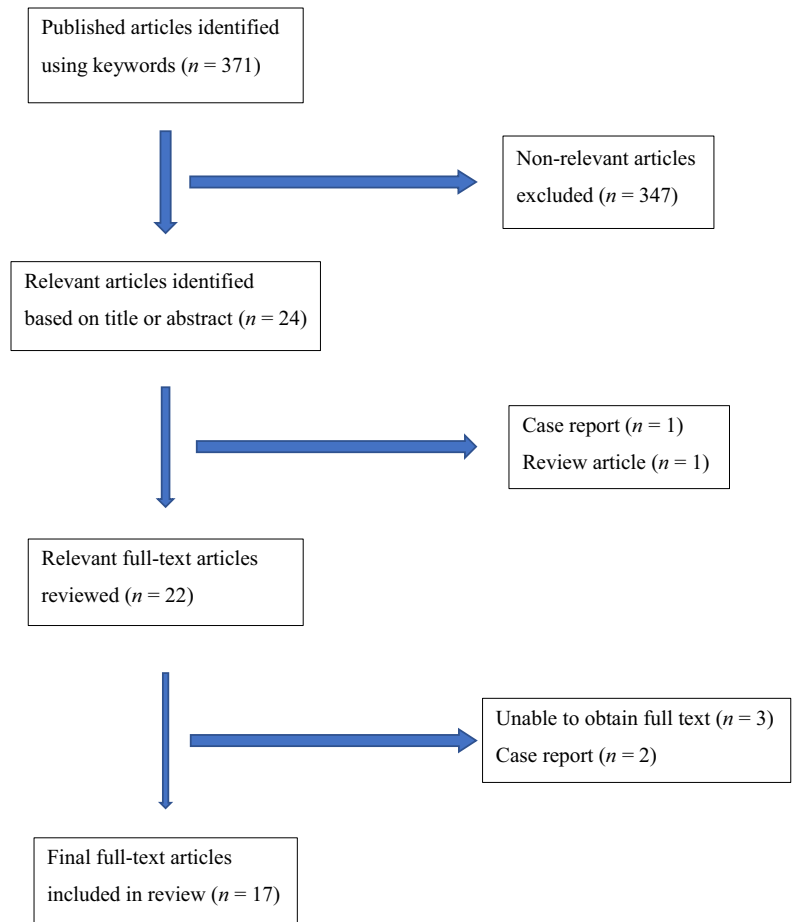 Published articles identified
using keywords (n = 371)
Non-relevant articles
excluded (n = 347)
Relevant articles identified
based on title or abstract (n = 24)
Case report (n = 1)
Review article (n = 1)
Relevant full-text articles
reviewed (n = 22)
Unable to obtain full text (n = 3)
Case report (n = 2)
Final full-text articles
included in review (n = 17)